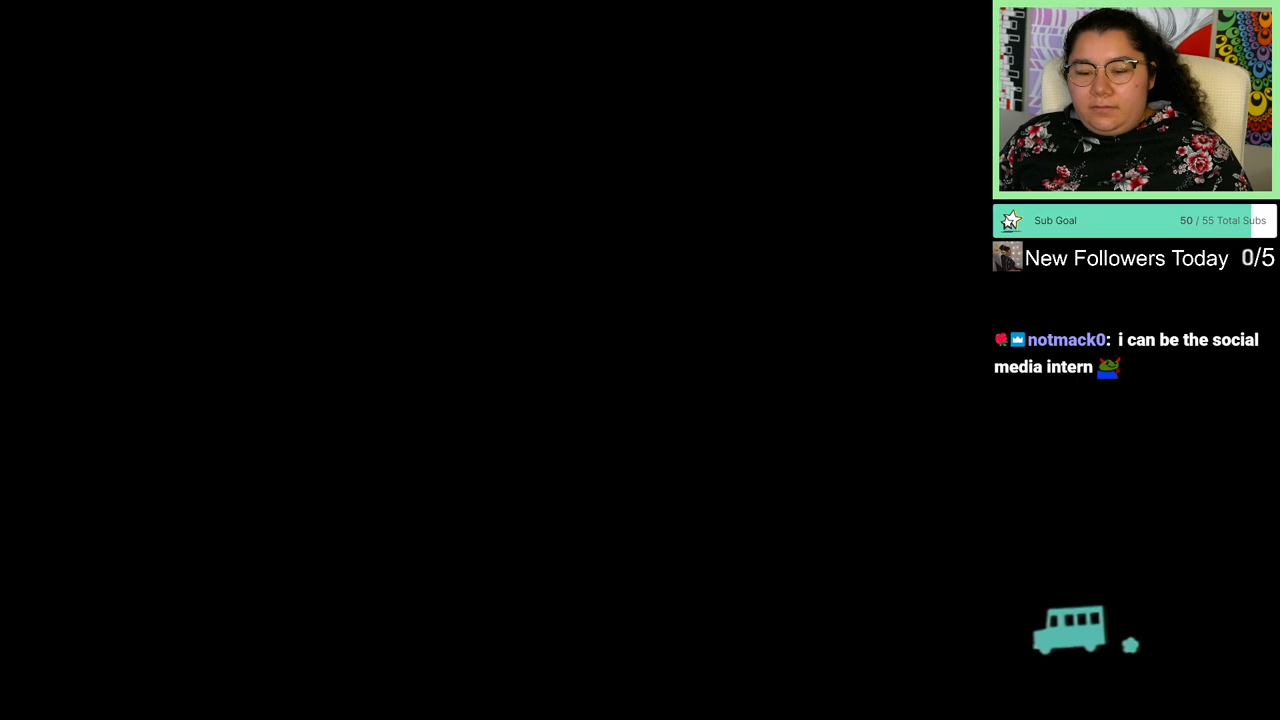 Sub Goal 50 / 55 Total Subs
New Followers Today 0/5
notmack0: i can be the social
media intern